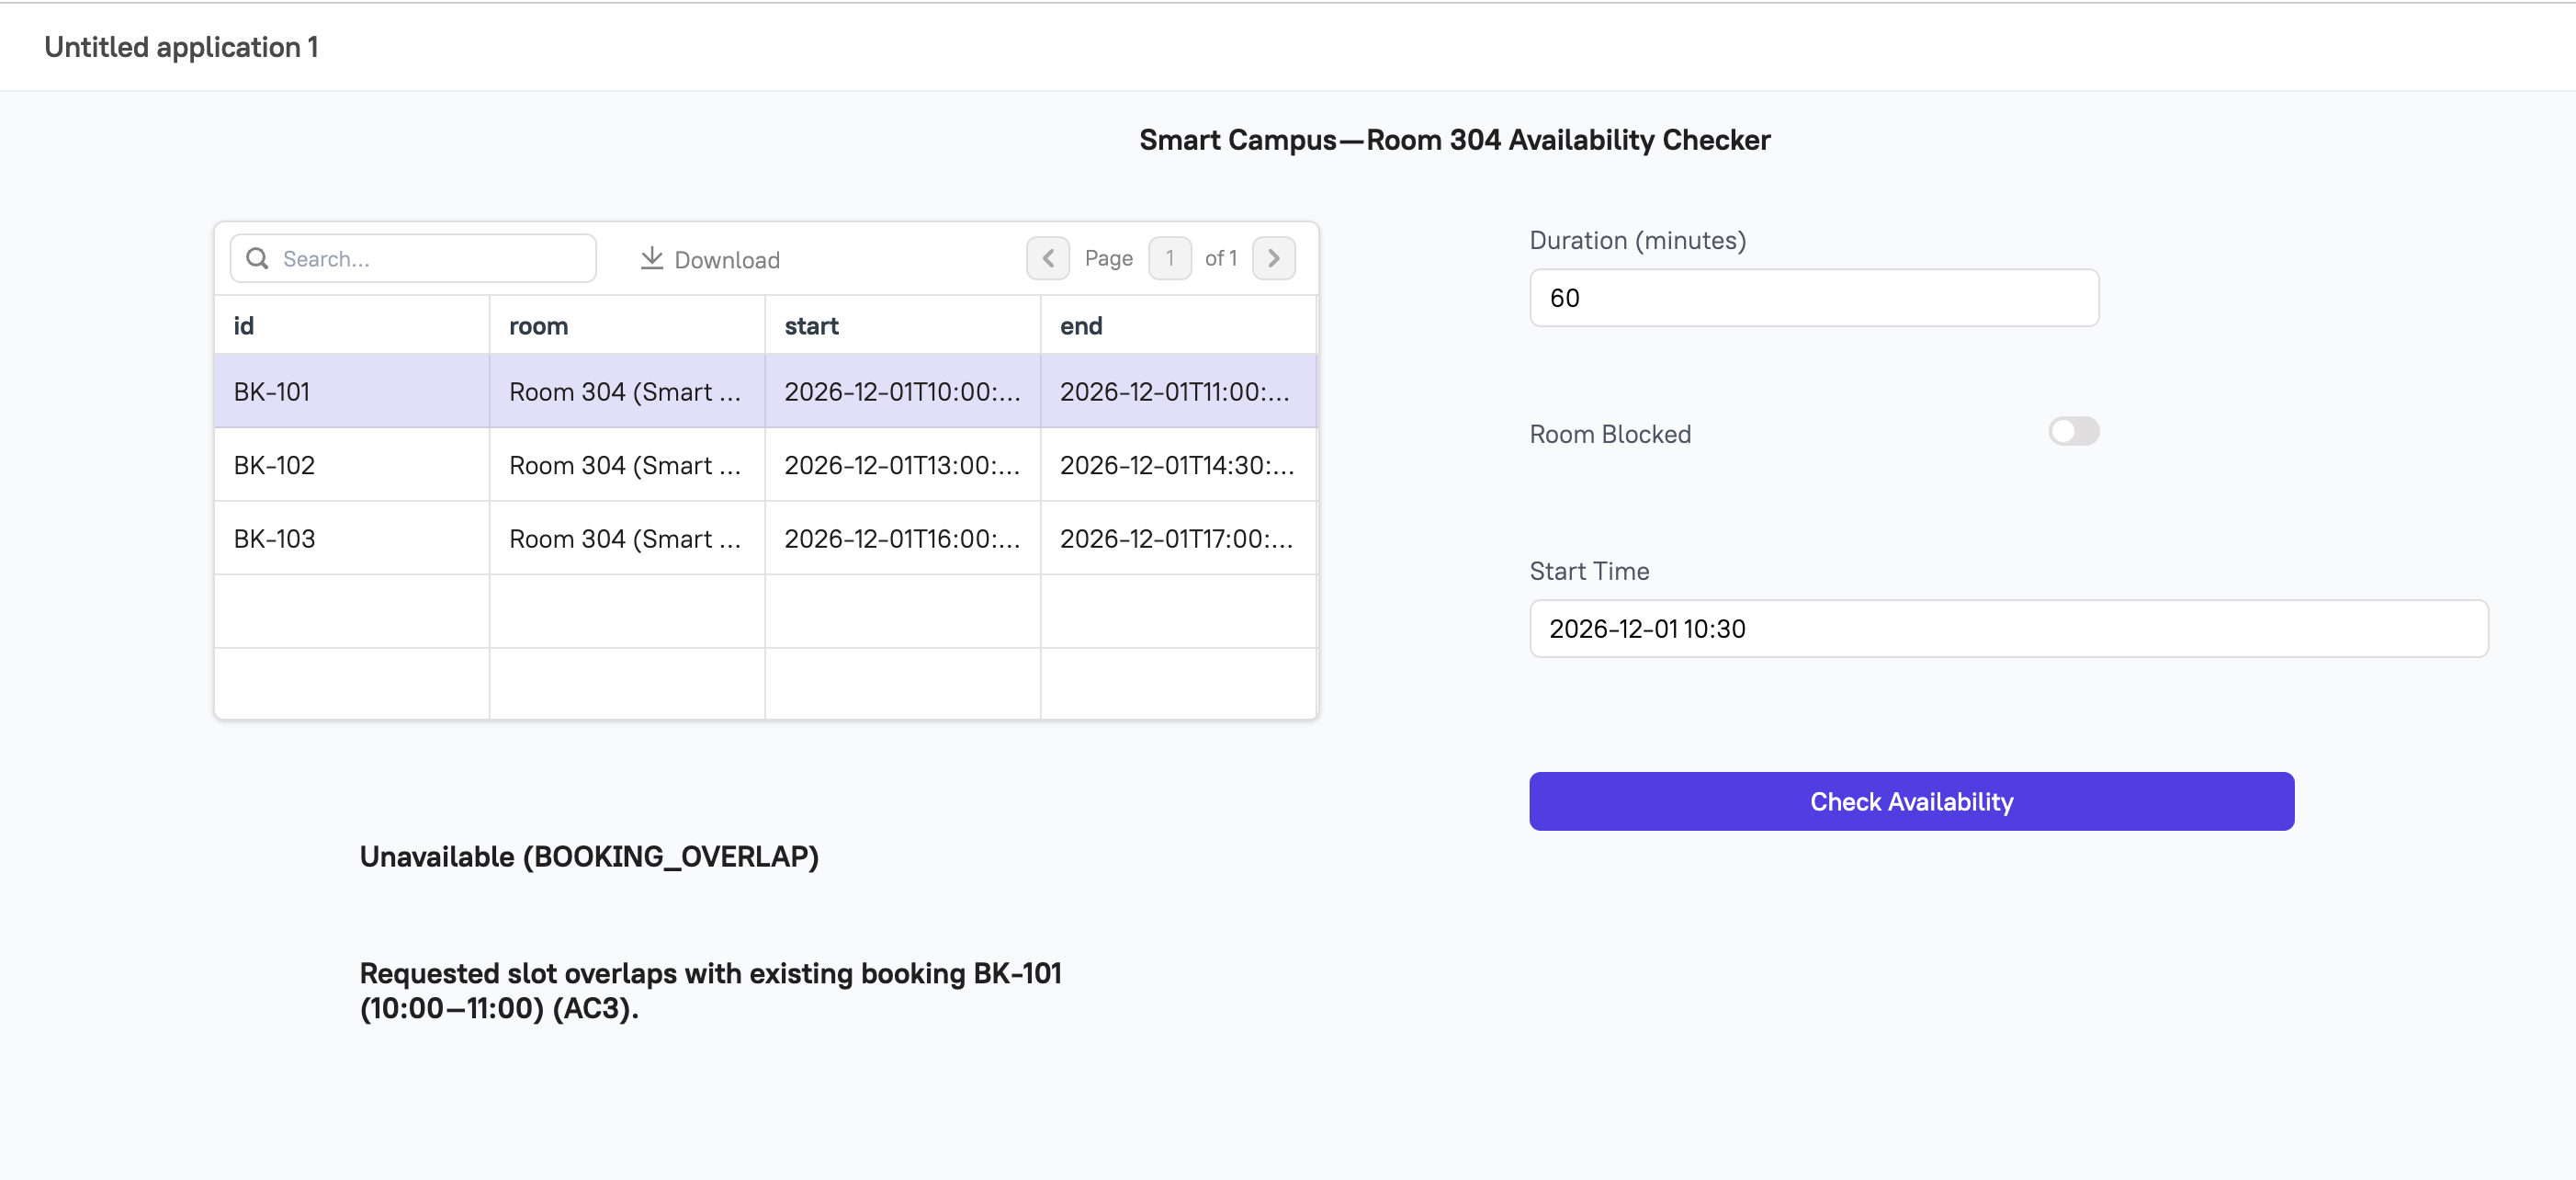 Untitled application 1
Smart Campus—Room 304 Availability Checker
Search...
Download
Page 1 of 1
id room start end
BK-101 Room 304 (Smart ... 2026-12-01T10:00:... 2026-12-01T11:00:...
BK-102 Room 304 (Smart ... 2026-12-01T13:00:... 2026-12-01T14:30:...
BK-103 Room 304 (Smart ... 2026-12-01T16:00:... 2026-12-01T17:00:...
Duration (minutes)
60
Room Blocked
Start Time
2026-12-01 10:30
Check Availability
Unavailable (BOOKING_OVERLAP)
Requested slot overlaps with existing booking BK-101
(10:00–11:00) (AC3).